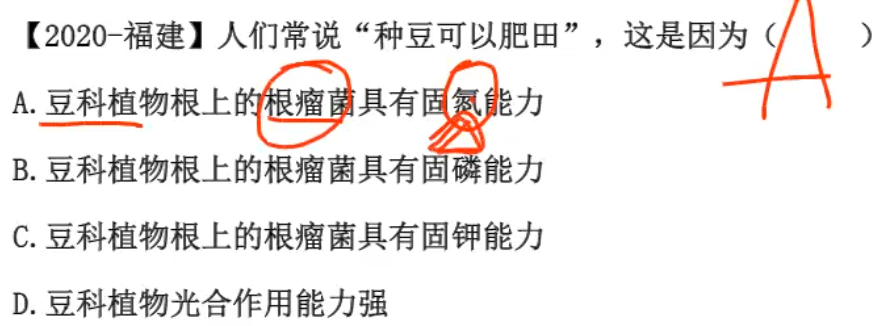 【2020-福建】人们常说“种豆可以肥田”，这是因为（A）
A.豆科植物根上的根瘤菌具有固氮能力
B.豆科植物根上的根瘤菌具有固磷能力
C.豆科植物根上的根瘤菌具有固钾能力
D.豆科植物光合作用能力强